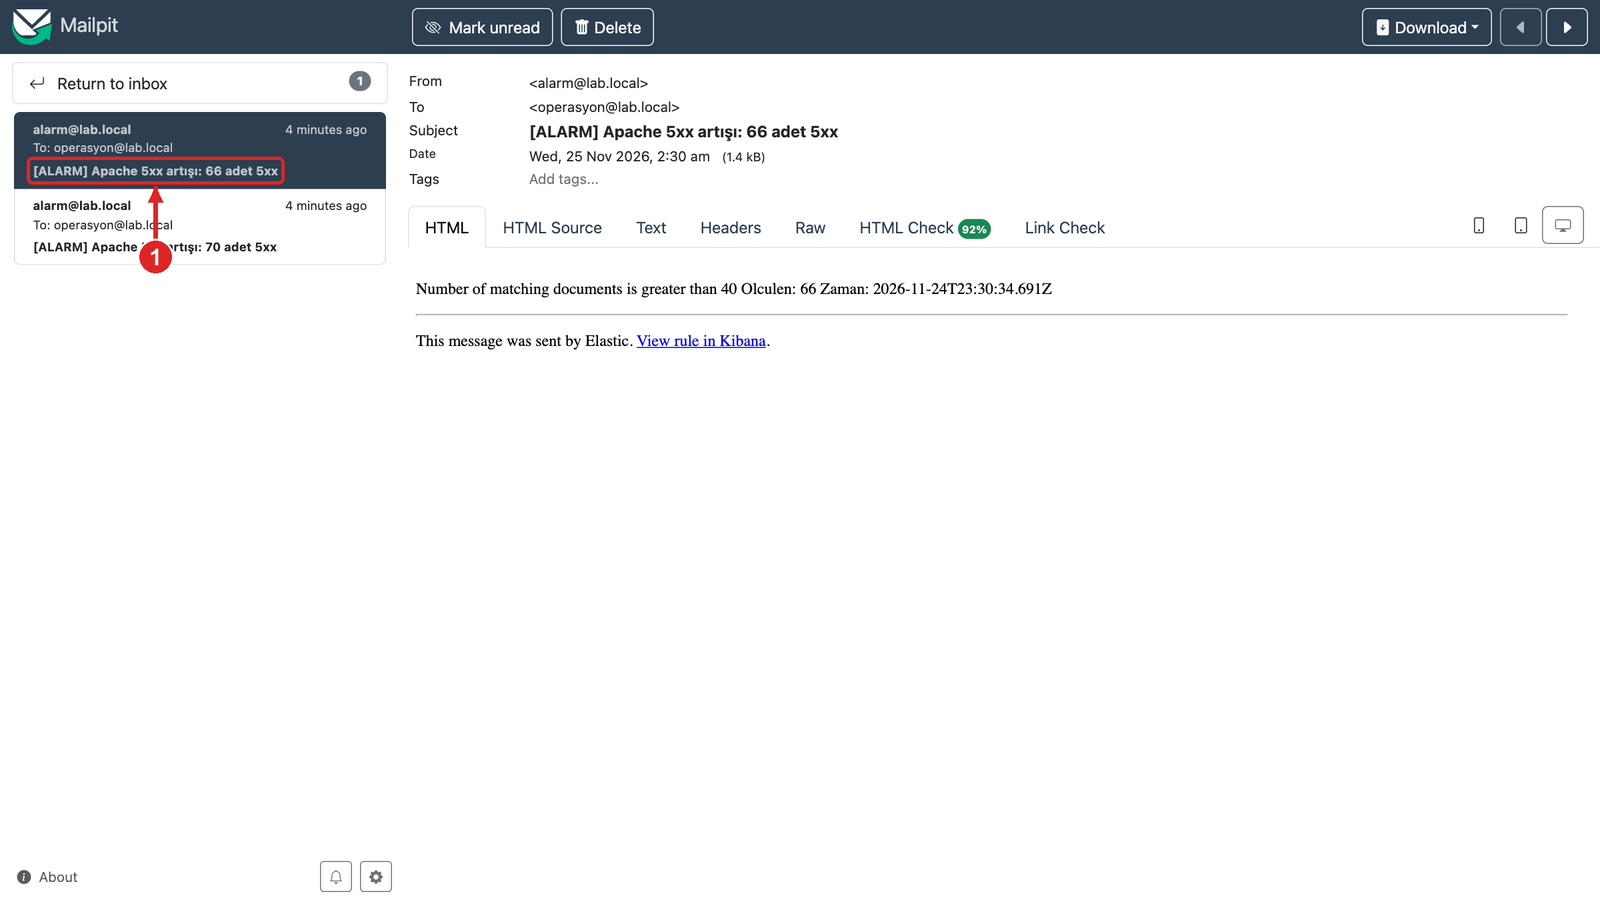 Mailpit
Mark unread
Delete
Download
Return to inbox
1
alarm@lab.local
4 minutes ago
To: operasyon@lab.local
[ALARM] Apache 5xx artışı: 66 adet 5xx
alarm@lab.local
4 minutes ago
To: operasyon@lab.local
[ALARM] Apache artışı: 70 adet 5xx
1
From
<alarm@lab.local>
To
<operasyon@lab.local>
Subject
[ALARM] Apache 5xx artışı: 66 adet 5xx
Date
Wed, 25 Nov 2026, 2:30 am (1.4 kB)
Tags
Add tags...
HTML
HTML Source
Text
Headers
Raw
HTML Check 92%
Link Check
Number of matching documents is greater than 40 Olculen: 66 Zaman: 2026-11-24T23:30:34.691Z
This message was sent by Elastic. View rule in Kibana.
About